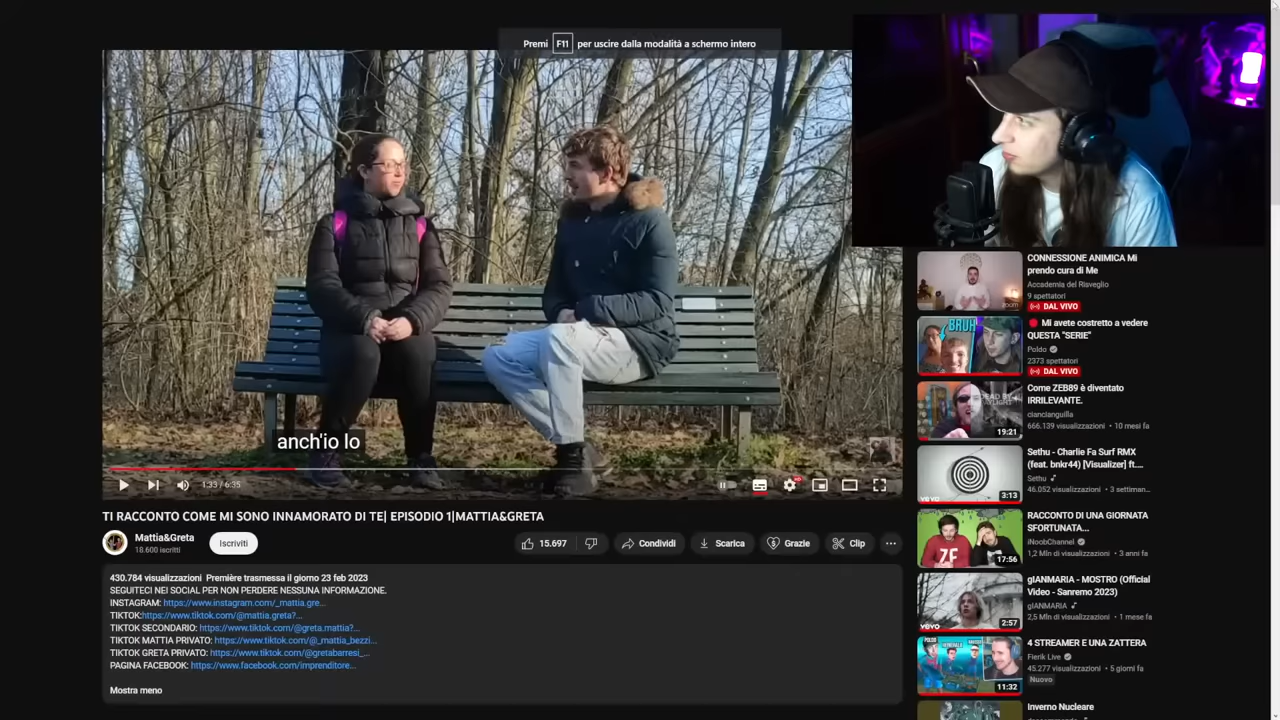 Premi F11 per uscire dalla modalità a schermo intero
anch'io lo
1:33 / 6:35
TI RACCONTO COME MI SONO INNAMORATO DI TE| EPISODIO 1|MATTIA&GRETA
Mattia&Greta
18.600 iscritti
Iscriviti
15.697
Condividi
Scarica
Grazie
Clip
430.784 visualizzazioni Première trasmessa il giorno 23 feb 2023
SEGUITECI NEI SOCIAL PER NON PERDERE NESSUNA INFORMAZIONE.
INSTAGRAM: https://www.instagram.com/_mattia.gre...
TIKTOK:https://www.tiktok.com/@mattia.greta?...
TIKTOK SECONDARIO: https://www.tiktok.com/@greta.mattia?...
TIKTOK MATTIA PRIVATO: https://www.tiktok.com/@_mattia_bezzi...
TIKTOK GRETA PRIVATO: https://www.tiktok.com/@gretabarresi_...
PAGINA FACEBOOK: https://www.facebook.com/imprenditore...
Mostra meno
CONNESSIONE ANIMICA Mi
prendo cura di Me
Accademia del Risveglio
9 spettatori
DAL VIVO
zoom
BRUH
Mi avete costretto a vedere
QUESTA "SERIE"
Poldo
2373 spettatori
DAL VIVO
Come ZEB89 è diventato
IRRILEVANTE.
ciancianguilla
666.139 visualizzazioni • 10 mesi fa
19:21
Sethu - Charlie Fa Surf RMX
(feat. bnkr44) [Visualizer] ft....
Sethu
46.052 visualizzazioni • 3 settiman...
vevo
3:13
RACCONTO DI UNA GIORNATA
SFORTUNATA...
iNoobChannel
1,2 Mln di visualizzazioni • 3 anni fa
17:56
gIANMARIA - MOSTRO (Official
Video - Sanremo 2023)
gIANMARIA
2,5 Mln di visualizzazioni • 1 mese fa
vevo
2:57
4 STREAMER E UNA ZATTERA
Fierik Live
45.277 visualizzazioni • 5 giorni fa
Nuovo
11:32
Inverno Nucleare